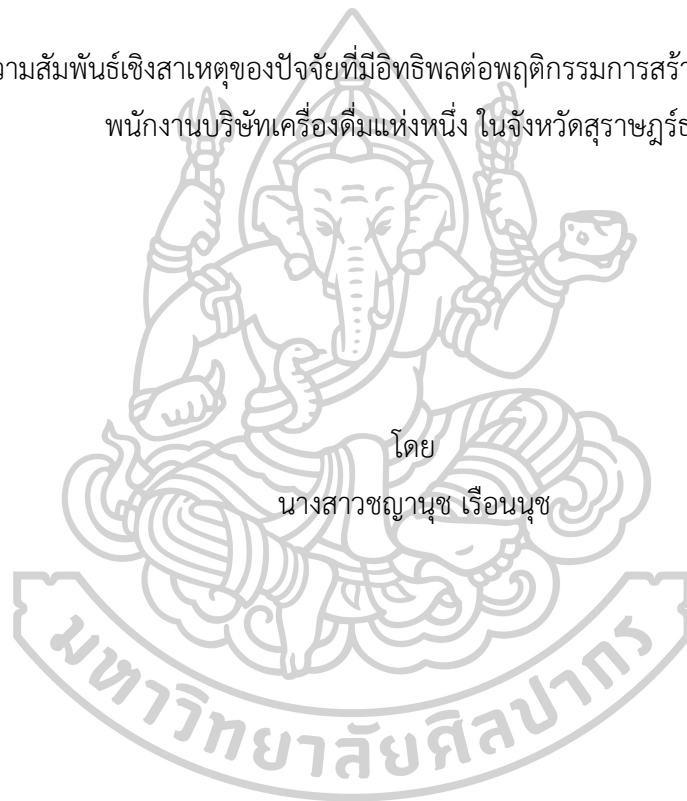 วามสัมพันธ์เชิงสาเหตุของปัจจัยที่มีอิทธิพลต่อพฤติกรรมการสร้า
พนักงานบริษัทเครื่องดื่มแห่งหนึ่ง ในจังหวัดสุราษฎร์ธ
โดย
นางสาวชญานุช เรือนนุช
มหาวิทยาลัยศิลปากร